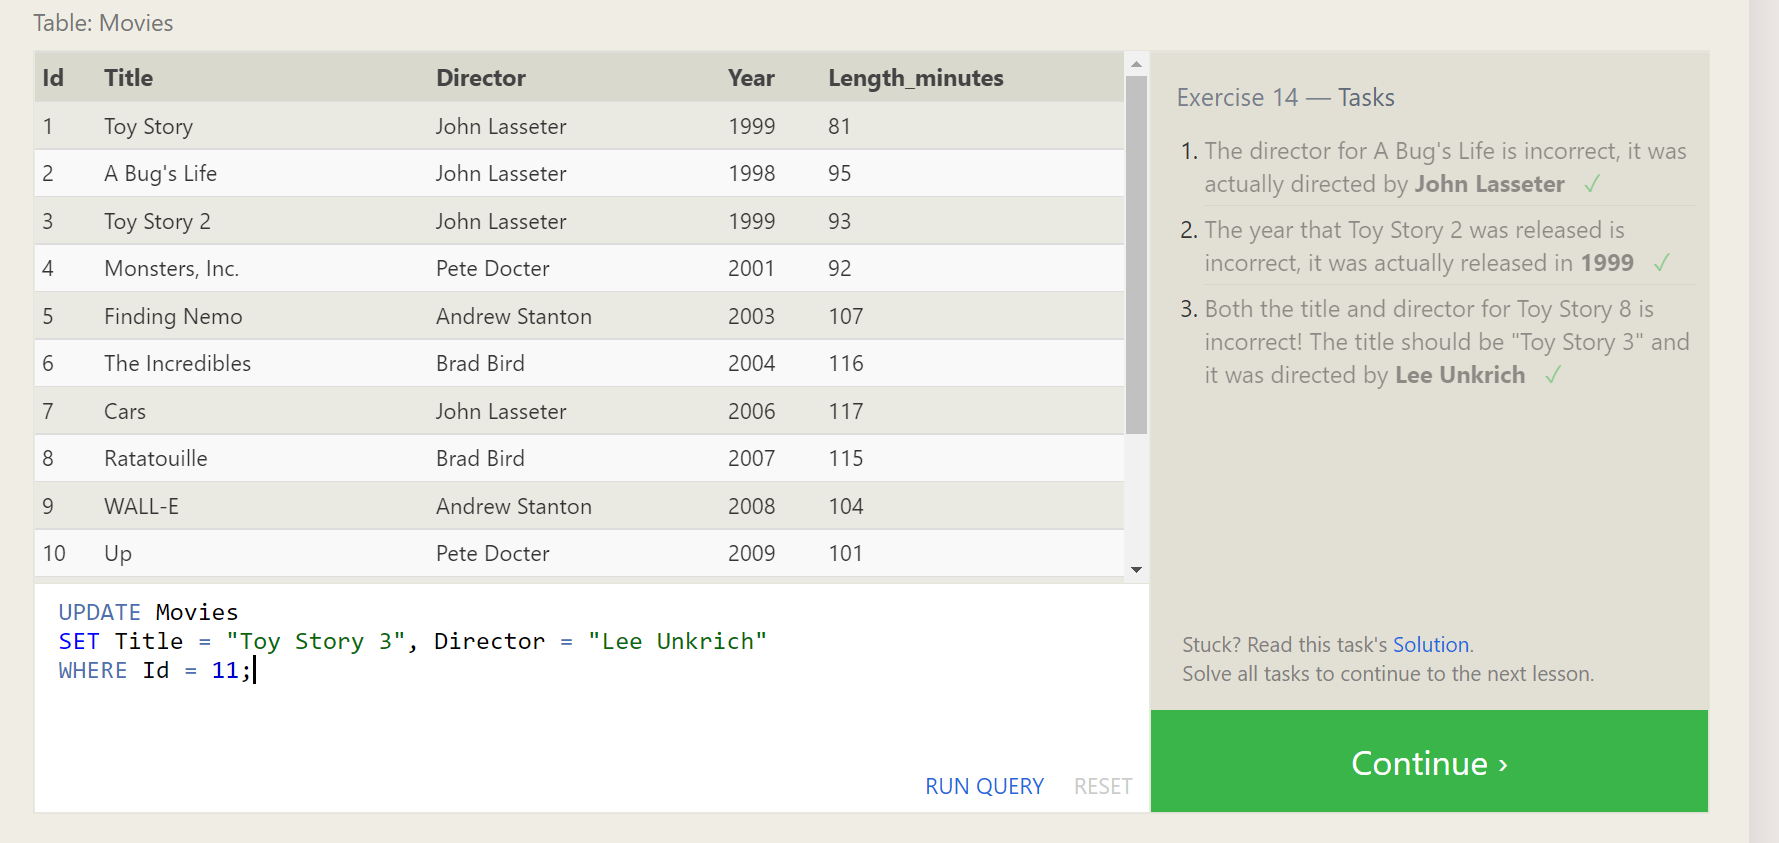 Table: Movies
Id Title Director Year Length_minutes
1 Toy Story John Lasseter 1999 81
2 A Bug's Life John Lasseter 1998 95
3 Toy Story 2 John Lasseter 1999 93
4 Monsters, Inc. Pete Docter 2001 92
5 Finding Nemo Andrew Stanton 2003 107
6 The Incredibles Brad Bird 2004 116
7 Cars John Lasseter 2006 117
8 Ratatouille Brad Bird 2007 115
9 WALL-E Andrew Stanton 2008 104
10 Up Pete Docter 2009 101
UPDATE Movies
SET Title = "Toy Story 3", Director = "Lee Unkrich"
WHERE Id = 11;
RUN QUERY RESET
Exercise 14 — Tasks
1. The director for A Bug's Life is incorrect, it was
actually directed by John Lasseter ✓
2. The year that Toy Story 2 was released is
incorrect, it was actually released in 1999 ✓
3. Both the title and director for Toy Story 8 is
incorrect! The title should be "Toy Story 3" and
it was directed by Lee Unkrich ✓
Stuck? Read this task's Solution.
Solve all tasks to continue to the next lesson.
Continue ›